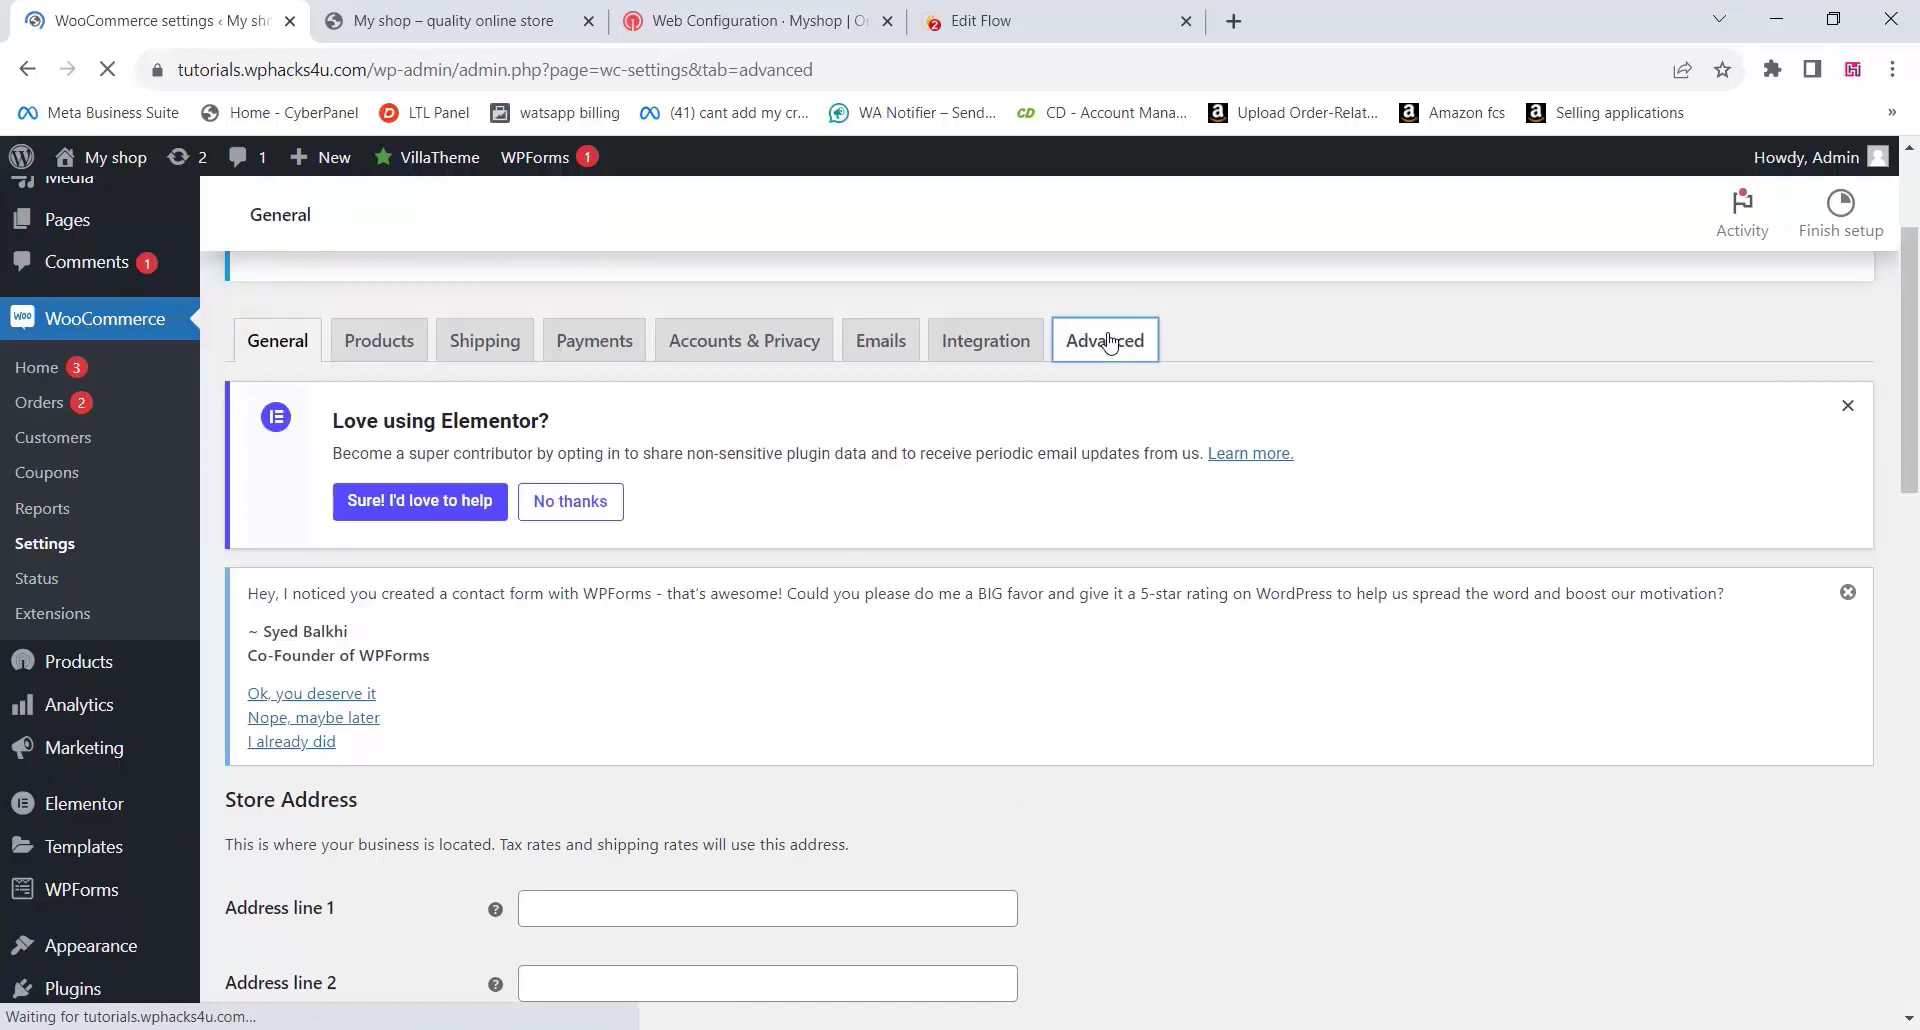 WooCommerce settings ‹ My sh
My shop – quality online store
Web Configuration · Myshop | O
2
Edit Flow
tutorials.wphacks4u.com/wp-admin/admin.php?page=wc-settings&tab=advanced
Meta Business Suite
Home - CyberPanel
LTL Panel
watsapp billing
(41) cant add my cr...
WA Notifier – Send...
CD - Account Mana...
Upload Order-Relat...
Amazon fcs
Selling applications
»
My shop
2
1
New
VillaTheme
WPForms 1
Howdy, Admin
Media
Pages
Comments 1
WooCommerce
Home 3
Orders 2
Customers
Coupons
Reports
Settings
Status
Extensions
Products
Analytics
Marketing
Elementor
Templates
WPForms
Appearance
Plugins
General
Activity
Finish setup
General
Products
Shipping
Payments
Accounts & Privacy
Emails
Integration
Advanced
Love using Elementor?
Become a super contributor by opting in to share non-sensitive plugin data and to receive periodic email updates from us. Learn more.
Sure! I'd love to help
No thanks
Hey, I noticed you created a contact form with WPForms - that's awesome! Could you please do me a BIG favor and give it a 5-star rating on WordPress to help us spread the word and boost our motivation?
~ Syed Balkhi
Co-Founder of WPForms
Ok, you deserve it
Nope, maybe later
I already did
Store Address
This is where your business is located. Tax rates and shipping rates will use this address.
Address line 1
Address line 2
Waiting for tutorials.wphacks4u.com...